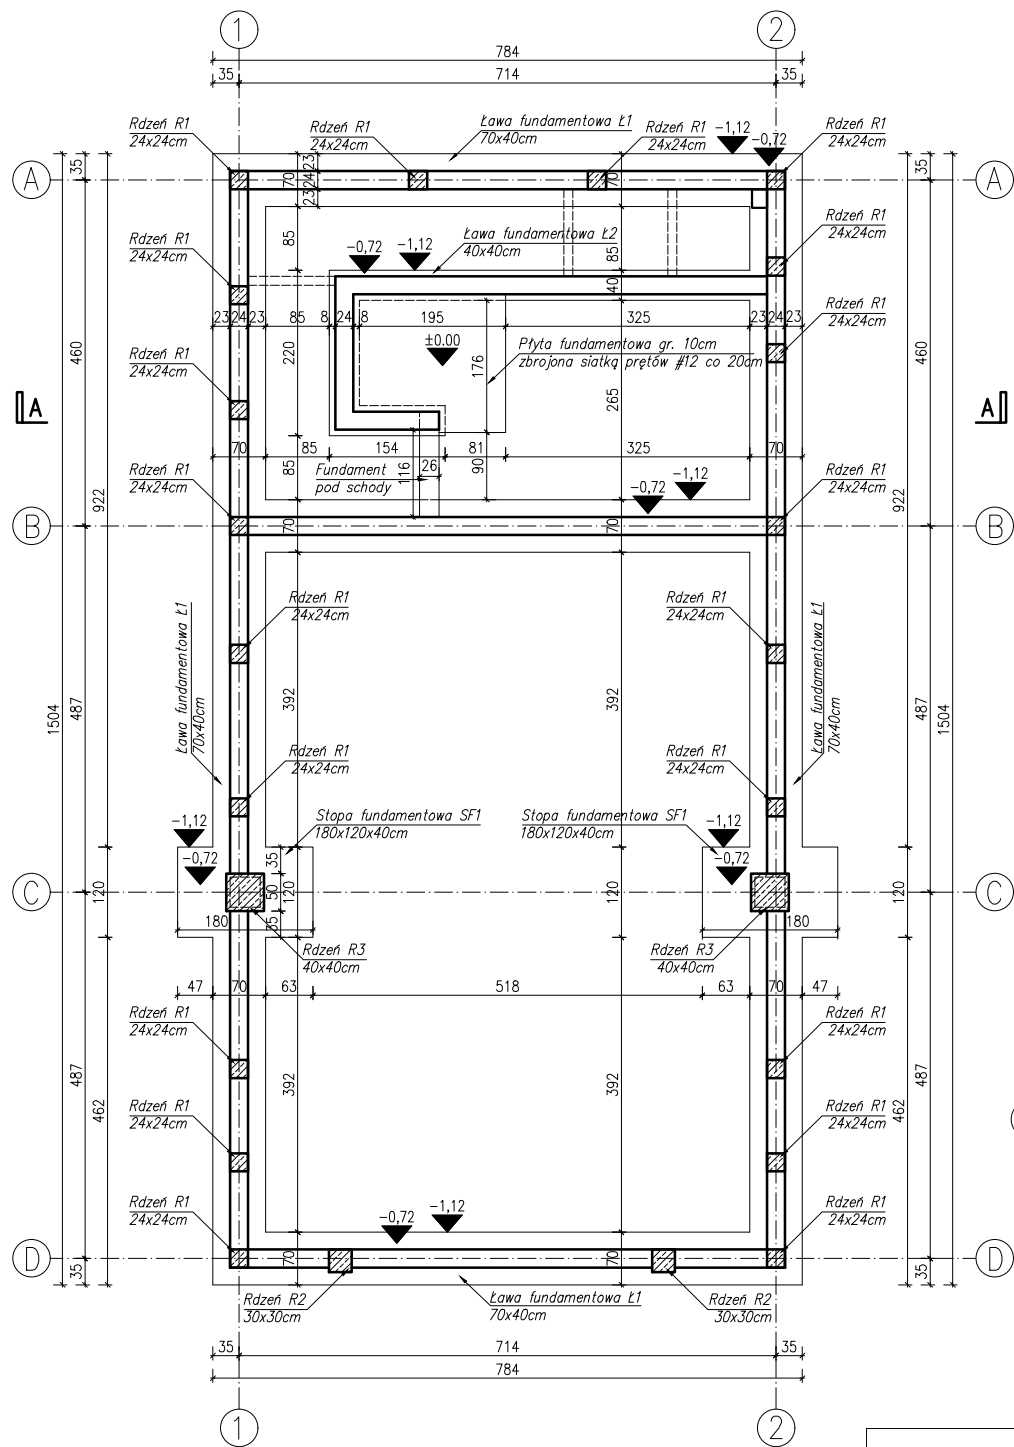 1
2
784
35 714 35
Rdzeń R1
24x24cm
Rdzeń R1
24x24cm
Ława fundamentowa Ł1
70x40cm
Rdzeń R1
24x24cm
-1,12
-0,72
Rdzeń R1
24x24cm
35
23
24
23
70
70
35
A
A
85
85
Ława fundamentowa Ł2
40x40cm
-0,72
-1,12
Rdzeń R1
24x24cm
Rdzeń R1
24x24cm
40
Rdzeń R1
24x24cm
23 24 23 85 8 24 8 195 325 23 24 23
±0.00
Płyta fundamentowa gr. 10cm
zbrojona siatką prętów #12 co 20cm
460
220
176
265
460
Rdzeń R1
24x24cm
A
A
70 85 154 81 325 70
Rdzeń R1
24x24cm
85
Fundament
pod schody
116
26
90
-0,72
-1,12
Rdzeń R1
24x24cm
922
922
B
70
70
B
Rdzeń R1
24x24cm
Rdzeń R1
24x24cm
Ława fundamentowa Ł1
70x40cm
Ława fundamentowa Ł1
70x40cm
1504
487
392
392
487
1504
Rdzeń R1
24x24cm
Rdzeń R1
24x24cm
-1,12
-0,72
Stopa fundamentowa SF1
180x120x40cm
Stopa fundamentowa SF1
180x120x40cm
-1,12
-0,72
C
120
35
50
35
120
120
120
C
180
180
Rdzeń R3
40x40cm
Rdzeń R3
40x40cm
47 70 63 518 63 70 47
Rdzeń R1
24x24cm
Rdzeń R1
24x24cm
487
462
392
392
462
487
Rdzeń R1
24x24cm
Rdzeń R1
24x24cm
Rdzeń R1
24x24cm
-0,72
-1,12
Rdzeń R1
24x24cm
D
35
70
70
35
D
Rdzeń R2
30x30cm
Ława fundamentowa Ł1
70x40cm
Rdzeń R2
30x30cm
35 714 35
784
1
2